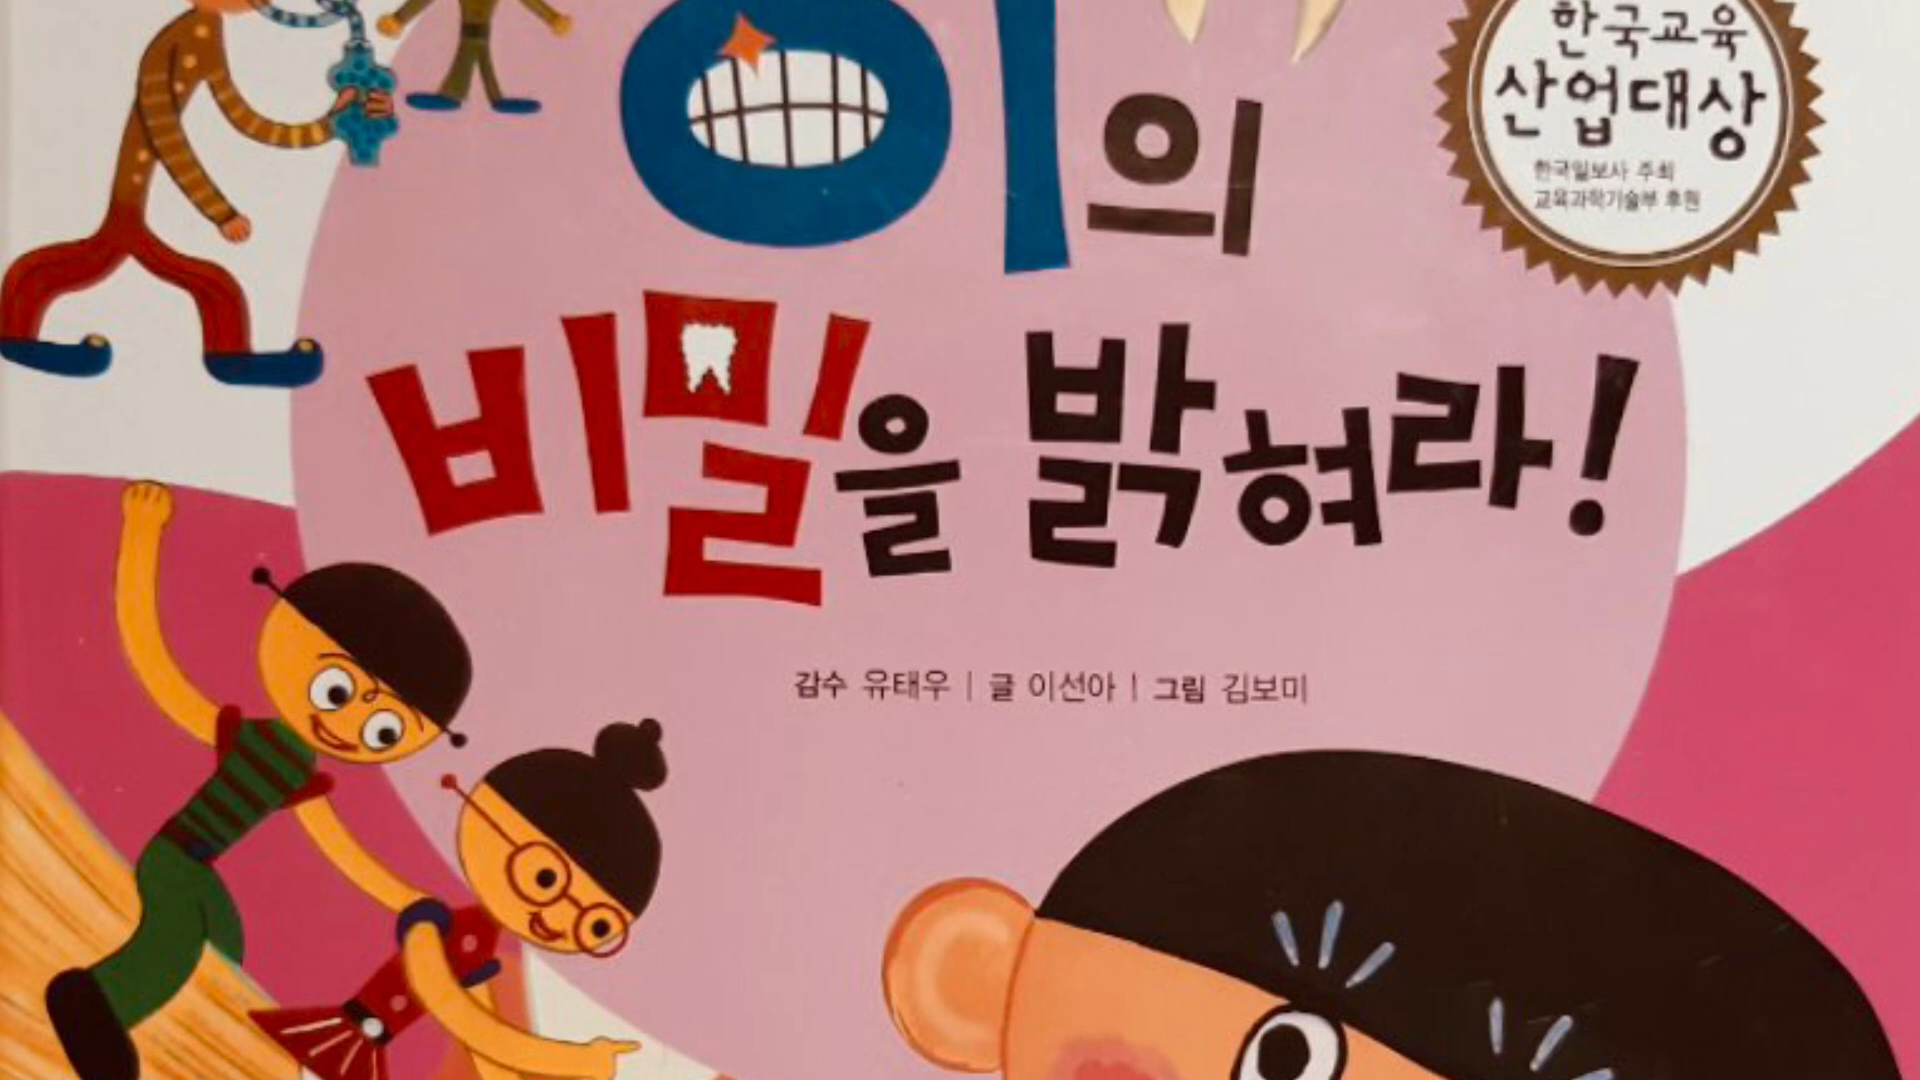 한국교육
산업대상
한국일보사 주최
교육과학기술부 후원
이의
비밀을 밝혀라!
감수 유태우 | 글 이선아 | 그림 김보미